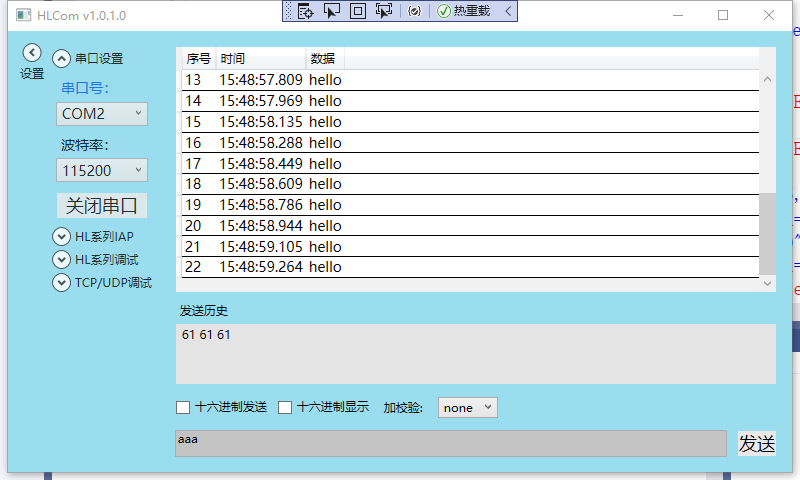 HLCom v1.0.1.0
热重载
设置
串口设置
串口号:
COM2
波特率:
115200
关闭串口
HL系列IAP
HL系列调试
TCP/UDP调试
序号 时间 数据
13 15:48:57.809 hello
14 15:48:57.969 hello
15 15:48:58.135 hello
16 15:48:58.288 hello
17 15:48:58.449 hello
18 15:48:58.609 hello
19 15:48:58.786 hello
20 15:48:58.944 hello
21 15:48:59.105 hello
22 15:48:59.264 hello
发送历史
61 61 61
十六进制发送 十六进制显示 加校验: none
aaa
发送